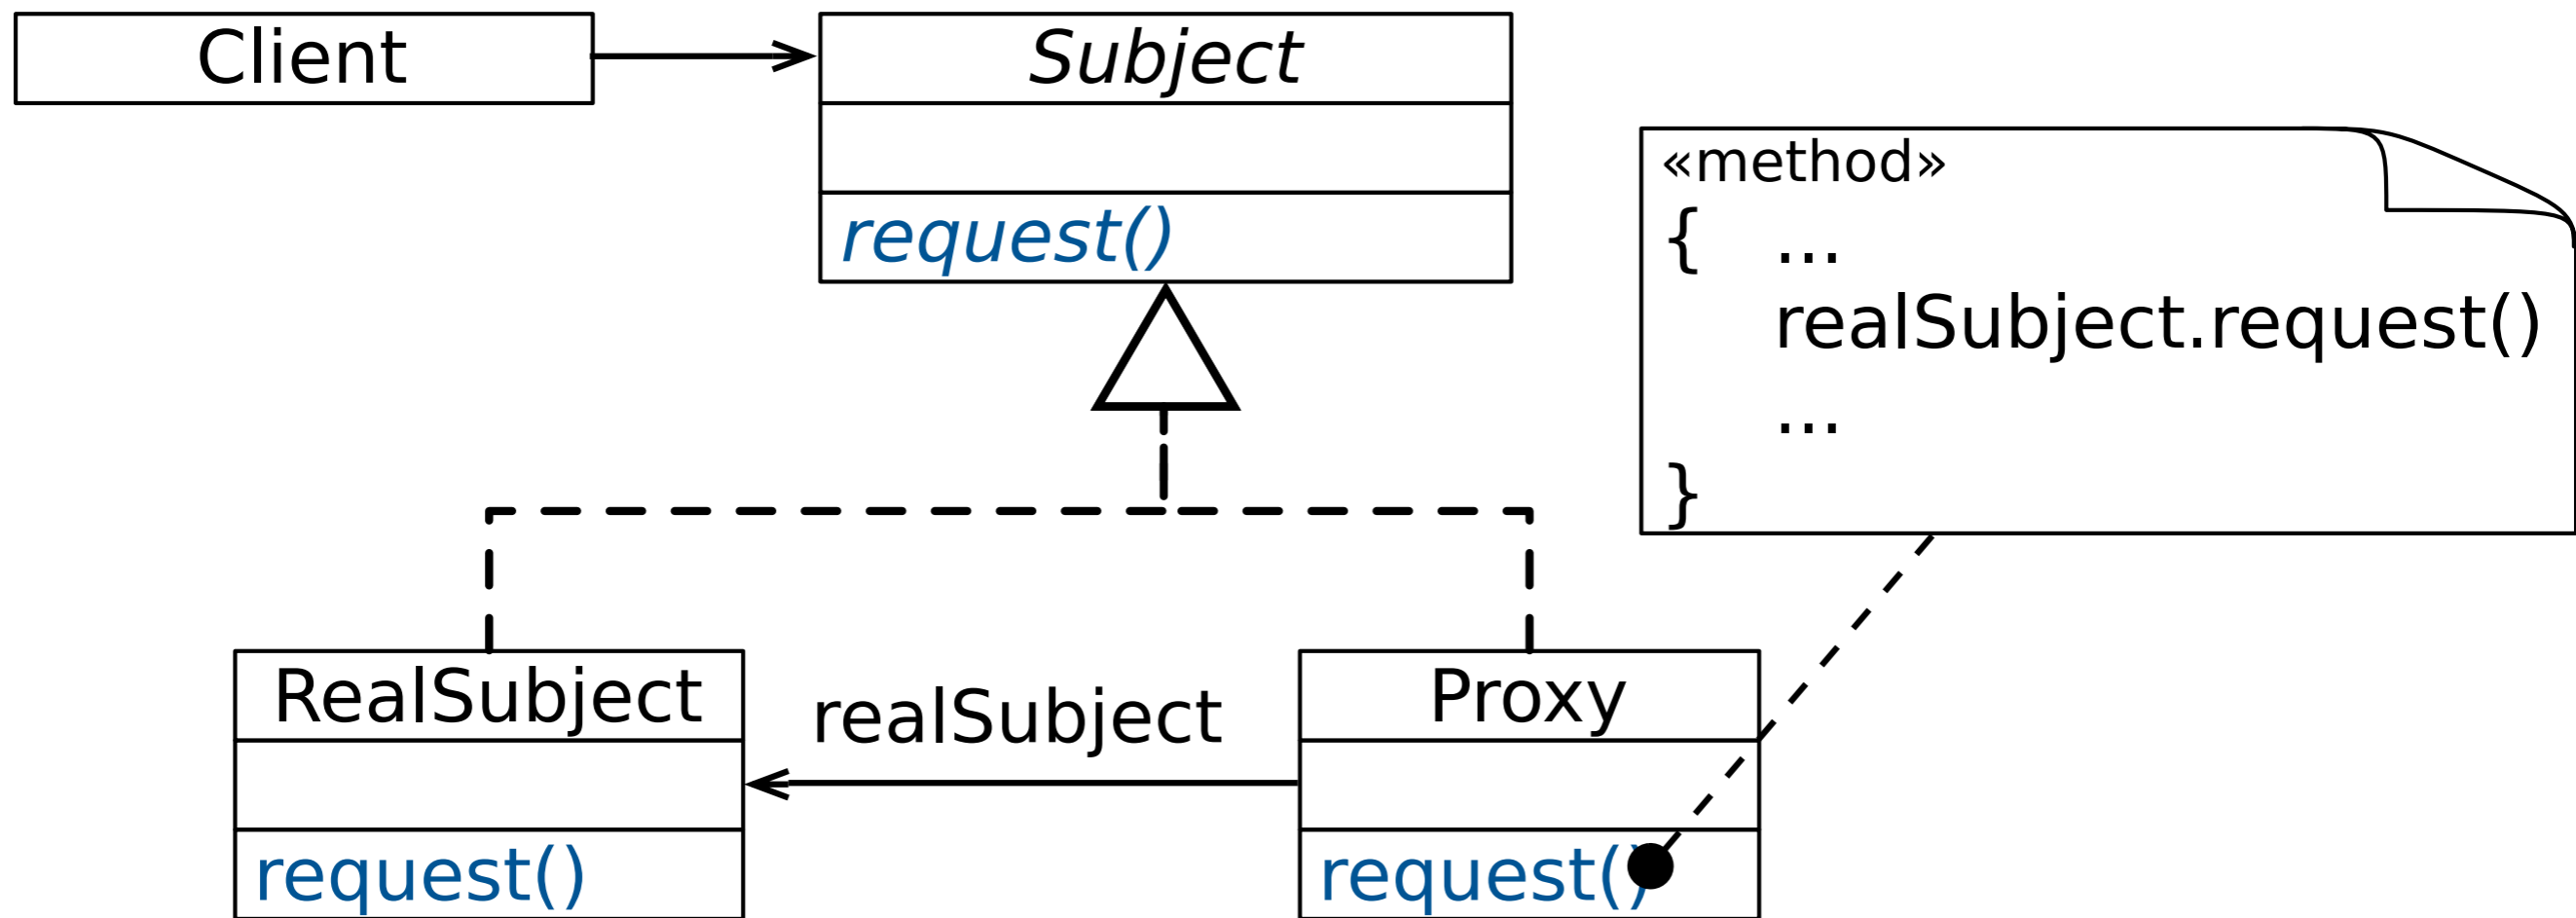 Client
Subject
request()
«method»
{ ...
realSubject.request()
...
}
RealSubject
realSubject
Proxy
request()
request()